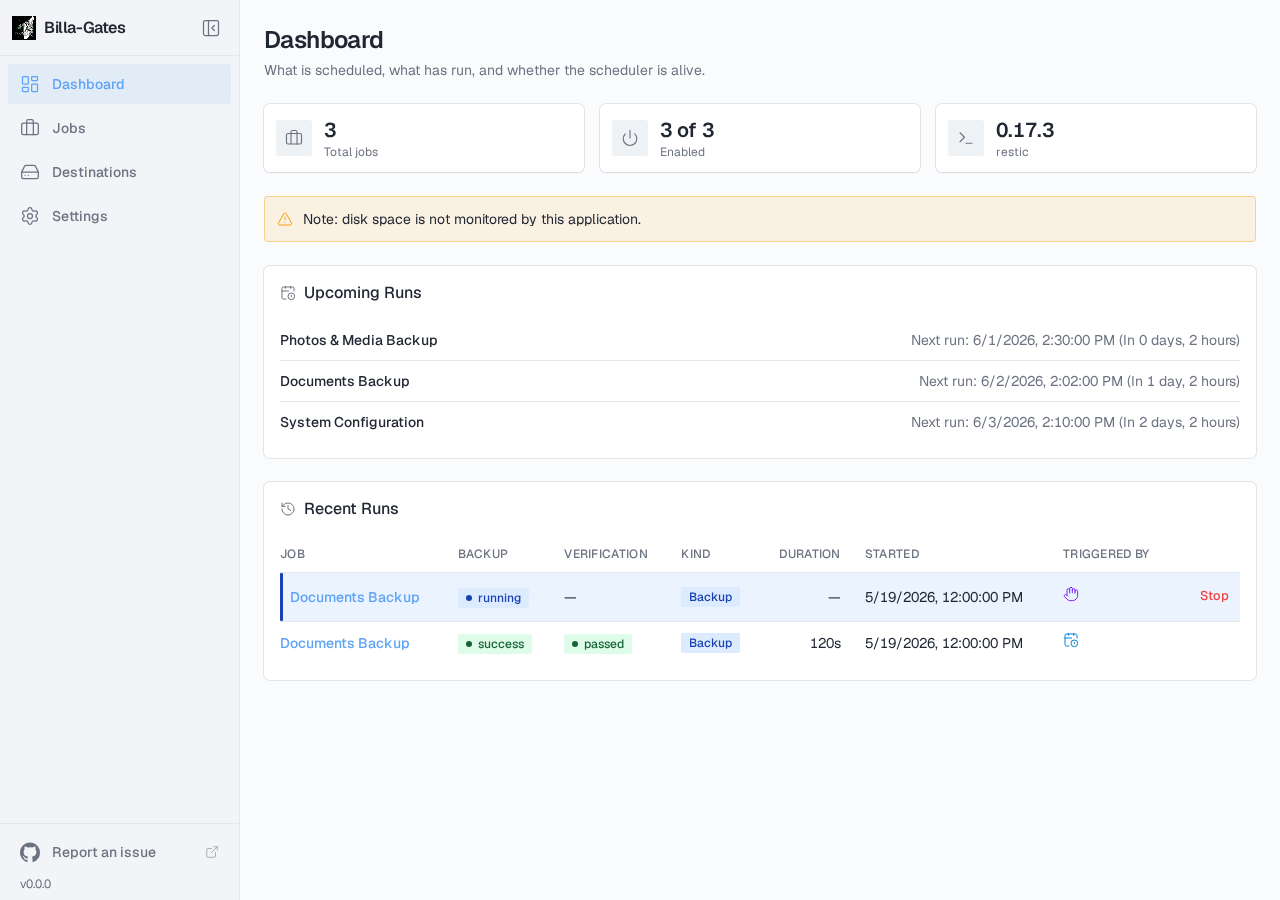 Billa-Gates
Dashboard
Jobs
Destinations
Settings
Report an issue
v0.0.0
Dashboard
What is scheduled, what has run, and whether the scheduler is alive.
3
Total jobs
3 of 3
Enabled
0.17.3
restic
Note: disk space is not monitored by this application.
Upcoming Runs
Photos & Media Backup Next run: 6/1/2026, 2:30:00 PM (In 0 days, 2 hours)
Documents Backup Next run: 6/2/2026, 2:02:00 PM (In 1 day, 2 hours)
System Configuration Next run: 6/3/2026, 2:10:00 PM (In 2 days, 2 hours)
Recent Runs
JOB BACKUP VERIFICATION KIND DURATION STARTED TRIGGERED BY
Documents Backup running — Backup — 5/19/2026, 12:00:00 PM Stop
Documents Backup success passed Backup 120s 5/19/2026, 12:00:00 PM